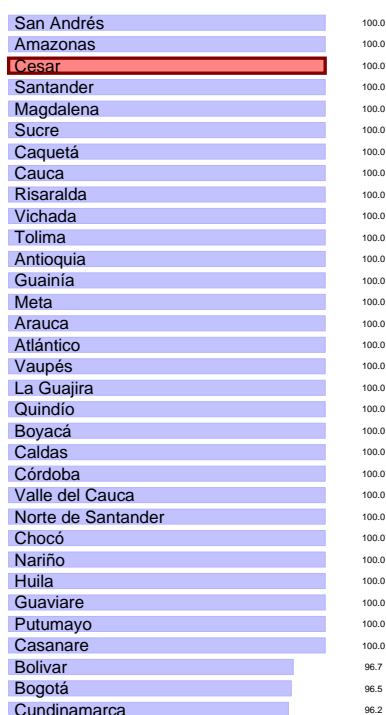 San Andrés 100.0
Amazonas 100.0
Cesar 100.0
Santander 100.0
Magdalena 100.0
Sucre 100.0
Caquetá 100.0
Cauca 100.0
Risaralda 100.0
Vichada 100.0
Tolima 100.0
Antioquia 100.0
Guainía 100.0
Meta 100.0
Arauca 100.0
Atlántico 100.0
Vaupés 100.0
La Guajira 100.0
Quindío 100.0
Boyacá 100.0
Caldas 100.0
Córdoba 100.0
Valle del Cauca 100.0
Norte de Santander 100.0
Chocó 100.0
Nariño 100.0
Huila 100.0
Guaviare 100.0
Putumayo 100.0
Casanare 100.0
Bolivar 96.7
Bogotá 96.5
Cundinamarca 96.2